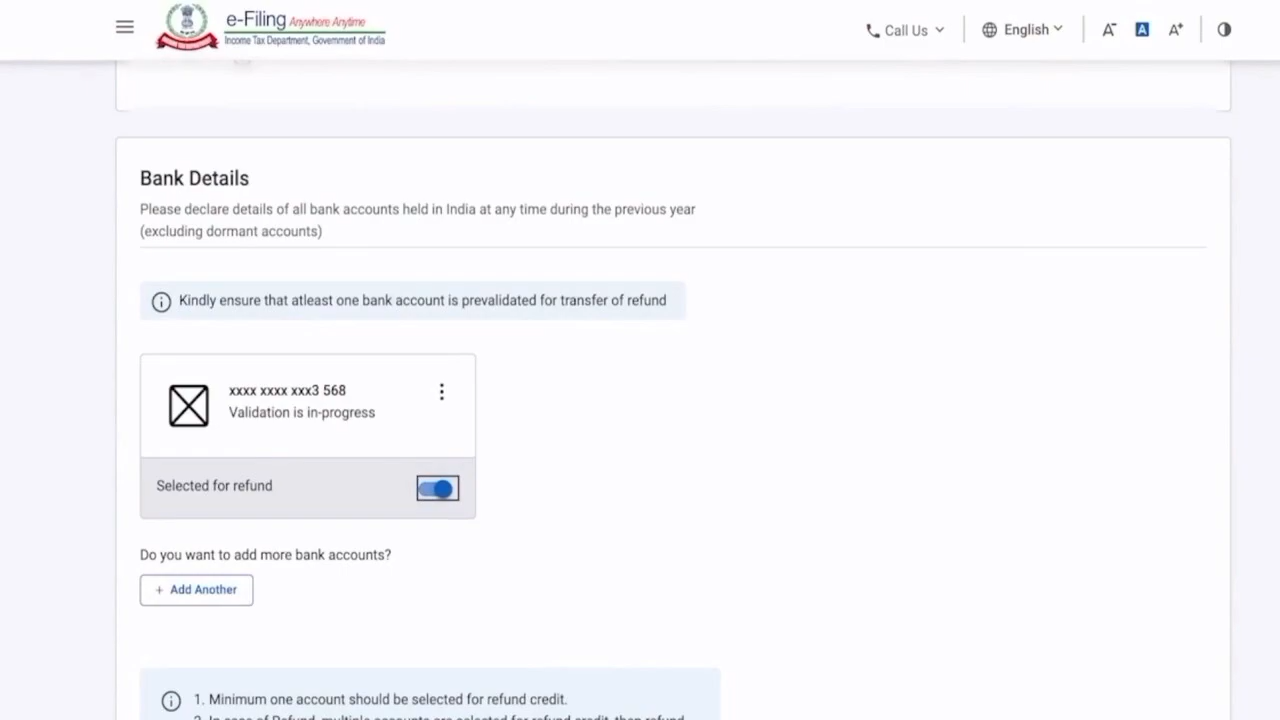 e-Filing Anywhere Anytime
Income Tax Department, Government of India
Call Us
English
A-
A
A+
Bank Details
Please declare details of all bank accounts held in India at any time during the previous year
(excluding dormant accounts)
Kindly ensure that atleast one bank account is prevalidated for transfer of refund
xxxx xxxx xxx3 568
Validation is in-progress
Selected for refund
Do you want to add more bank accounts?
+ Add Another
1. Minimum one account should be selected for refund credit.
2. In case of Refund, multiple accounts are selected for refund credit, then refund